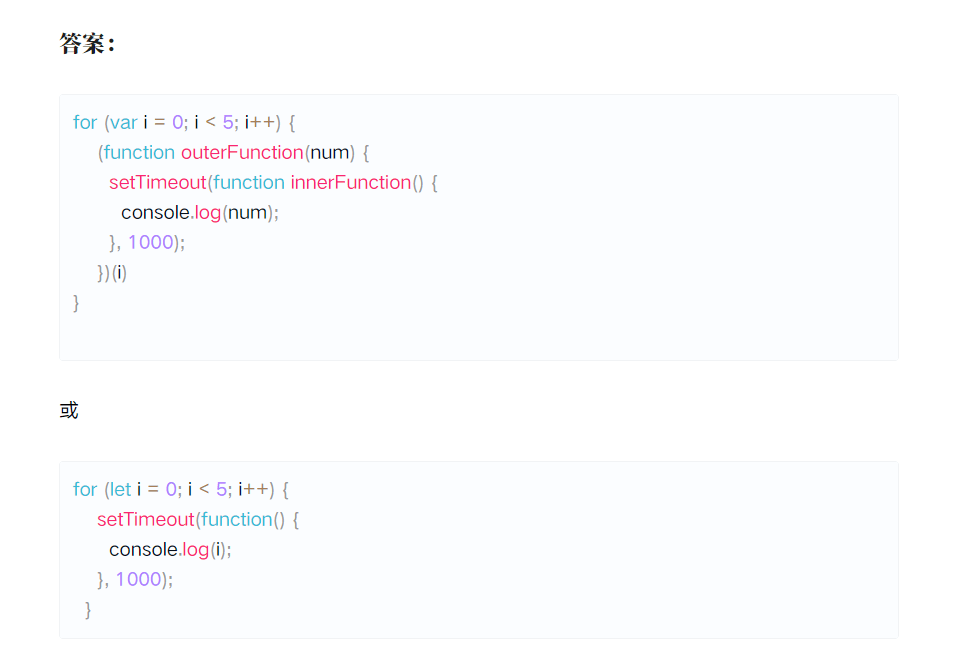 答案：
for (var i = 0; i < 5; i++) {
    (function outerFunction(num) {
      setTimeout(function innerFunction() {
        console.log(num);
      }, 1000);
    })(i)
}
或
for (let i = 0; i < 5; i++) {
    setTimeout(function() {
      console.log(i);
    }, 1000);
  }